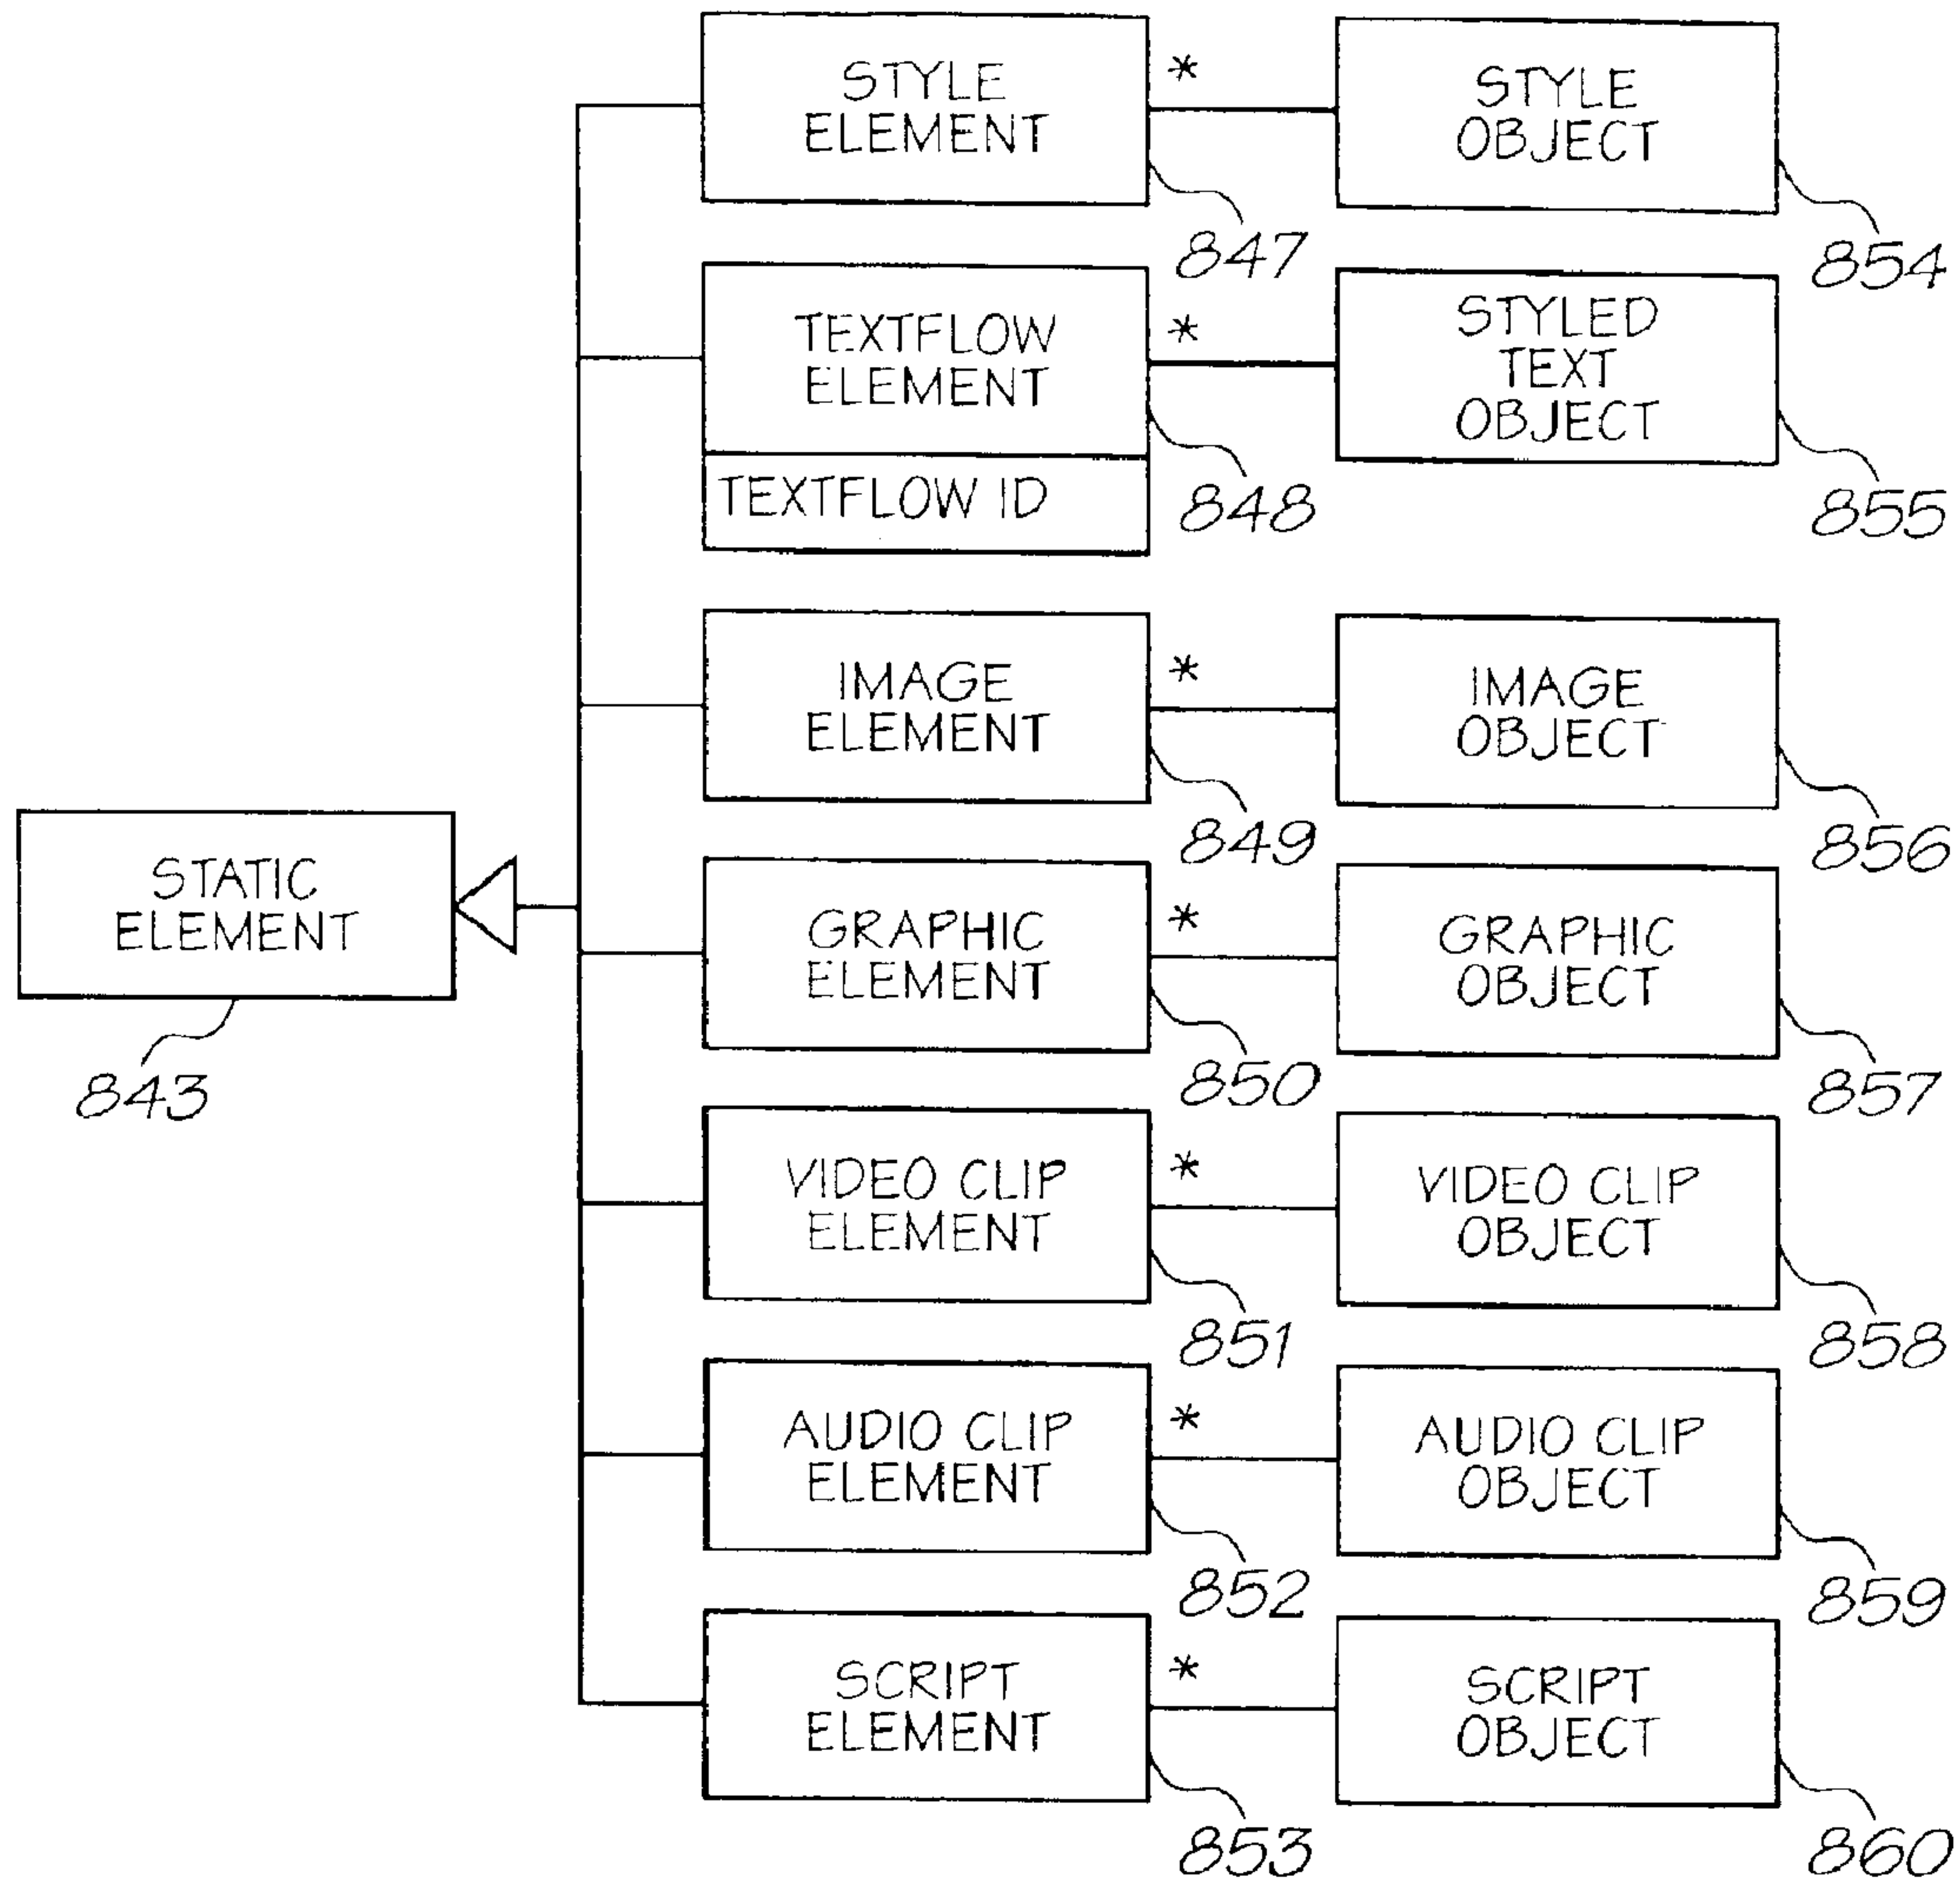 STYLE
ELEMENT
*
STYLE
OBJECT
847
854
TEXTFLOW
ELEMENT
*
STYLED
TEXT
OBJECT
TEXTFLOW ID
848
855
IMAGE
ELEMENT
*
IMAGE
OBJECT
849
856
STATIC
ELEMENT
843
GRAPHIC
ELEMENT
*
GRAPHIC
OBJECT
850
857
VIDEO CLIP
ELEMENT
*
VIDEO CLIP
OBJECT
851
858
AUDIO CLIP
ELEMENT
*
AUDIO CLIP
OBJECT
852
859
SCRIPT
ELEMENT
*
SCRIPT
OBJECT
853
860